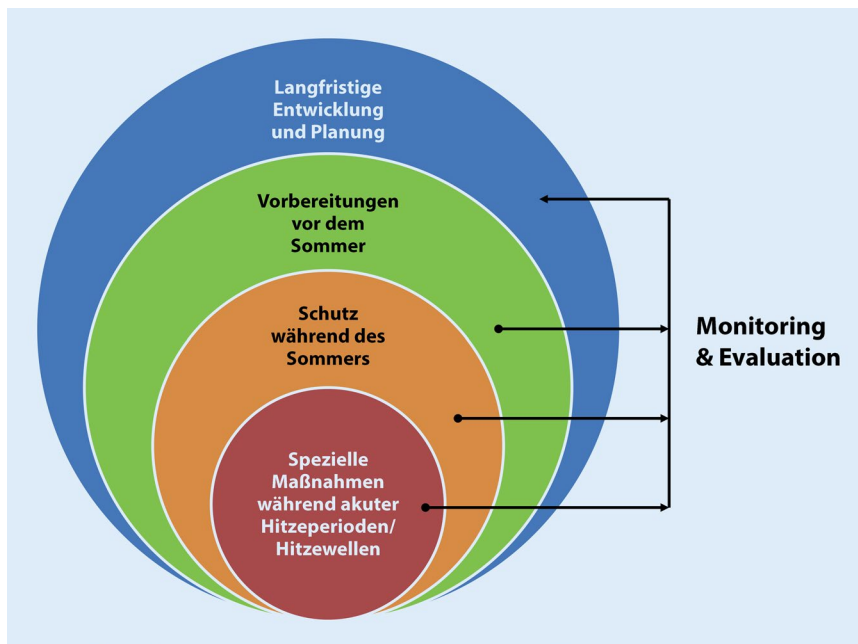 Langfristige
Entwicklung
und Planung
Vorbereitungen
vor dem
Sommer
Schutz
während des
Sommers
Spezielle
Maßnahmen
während akuter
Hitzeperioden/
Hitzewellen
Monitoring
& Evaluation